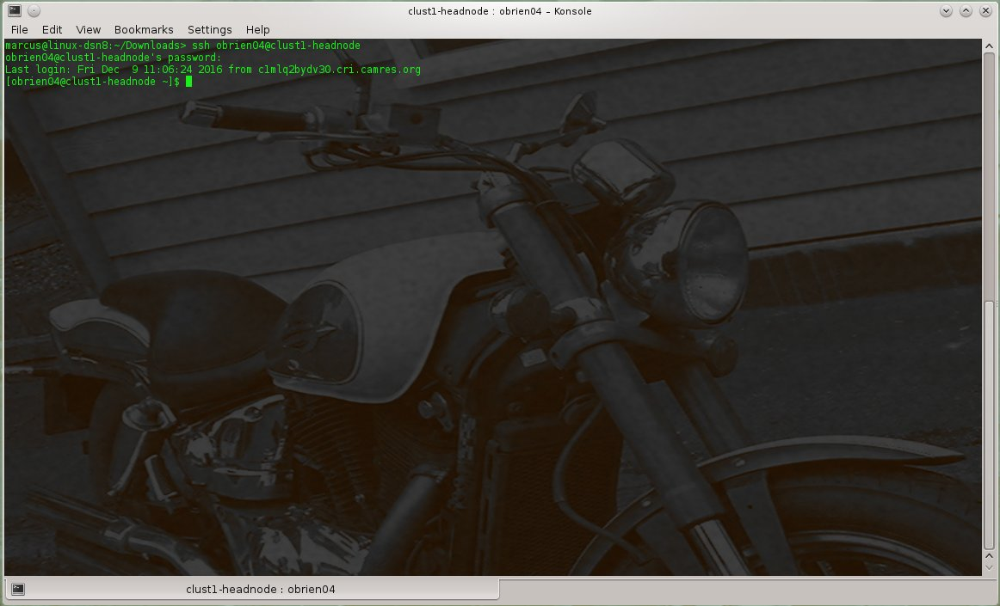 clust1-headnode : obrien04 – Konsole
File Edit View Bookmarks Settings Help
marcus@linux-dsn8:~/Downloads> ssh obrien04@clust1-headnode
obrien04@clust1-headnode's password:
Last login: Fri Dec  9 11:06:24 2016 from c1mlq2bydv30.cri.camres.org
[obrien04@clust1-headnode ~]$
clust1-headnode : obrien04